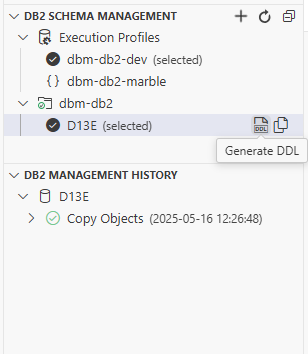 DB2 SCHEMA MANAGEMENT
Execution Profiles
dbm-db2-dev (selected)
{ } dbm-db2-marble
dbm-db2
D13E (selected) DDL
Generate DDL
DB2 MANAGEMENT HISTORY
D13E
Copy Objects (2025-05-16 12:26:48)